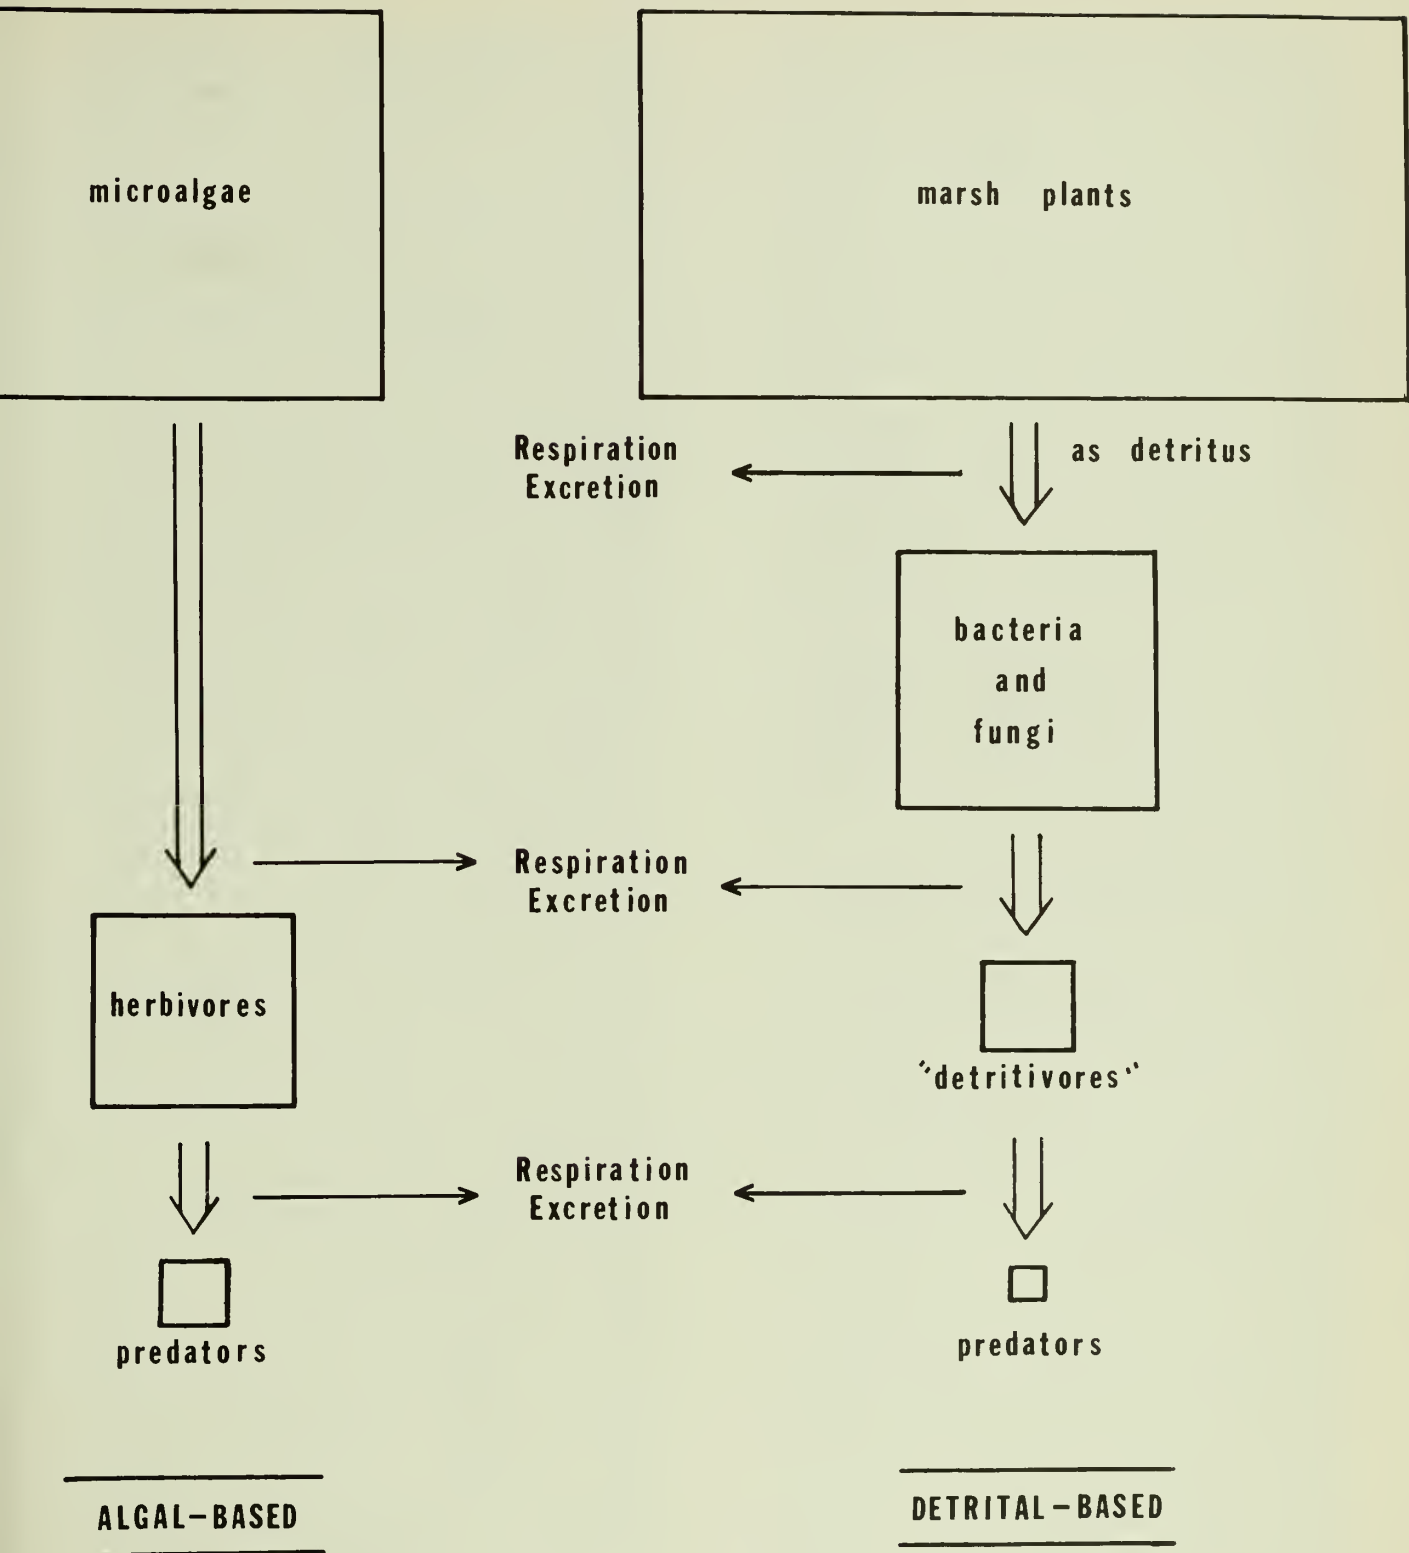 microalgae
marsh plants
Respiration
Excretion
as detritus
bacteria
and
fungi
Respiration
Excretion
herbivores
"detritivores"
Respiration
Excretion
predators
predators
ALGAL-BASED
DETRITAL-BASED